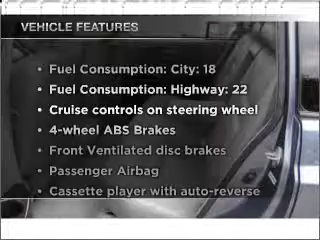 VEHICLE FEATURES
• Fuel Consumption: City: 18
• Fuel Consumption: Highway: 22
• Cruise controls on steering wheel
• 4-wheel ABS Brakes
• Front Ventilated disc brakes
• Passenger Airbag
• Cassette player with auto-reverse